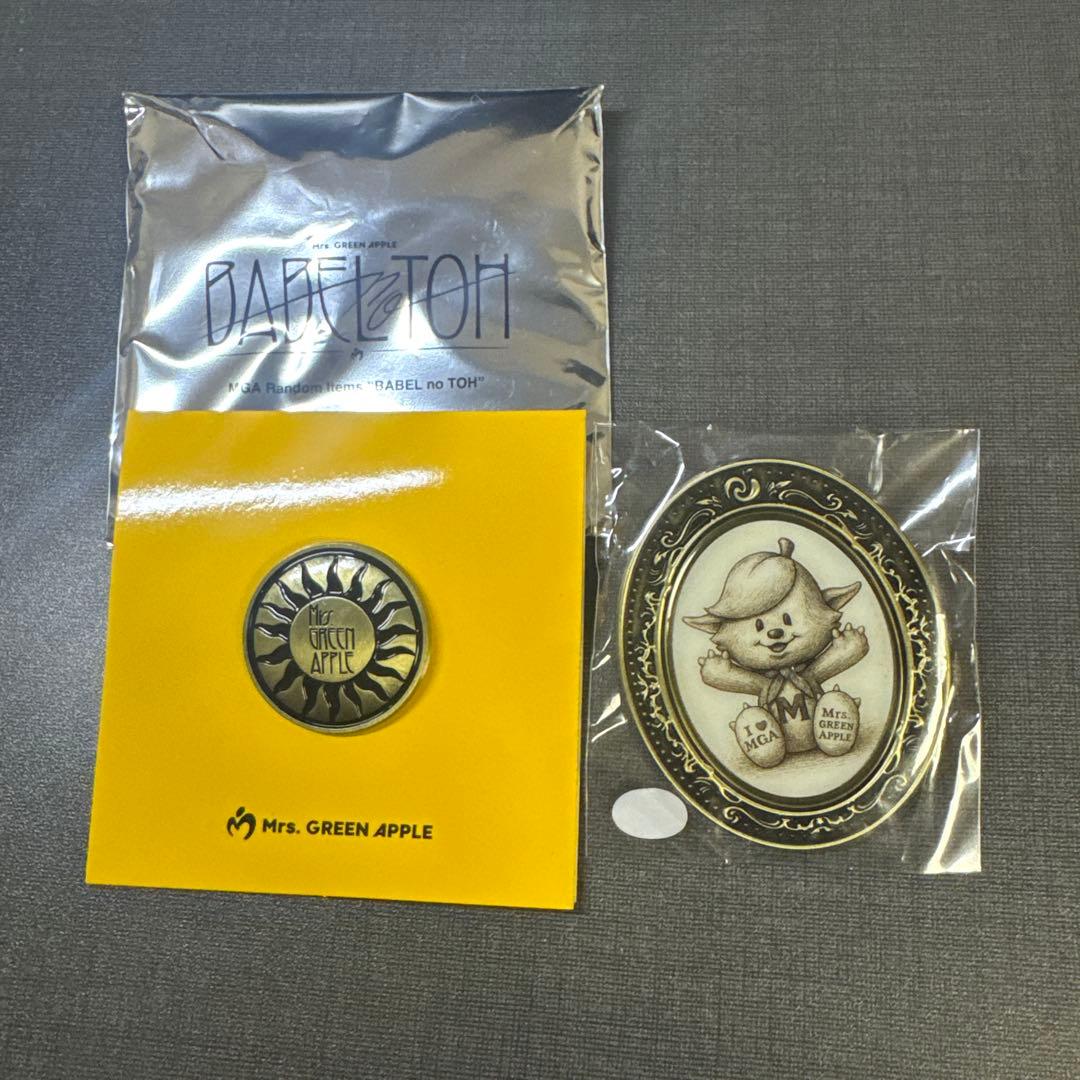 Mrs. GREEN APPLE
BABEL no TOH
MGA Random Items "BABEL no TOH"
Mrs.
GREEN
APPLE
Mrs. GREEN APPLE
M
I ♥
MGA
Mrs.
GREEN
APPLE